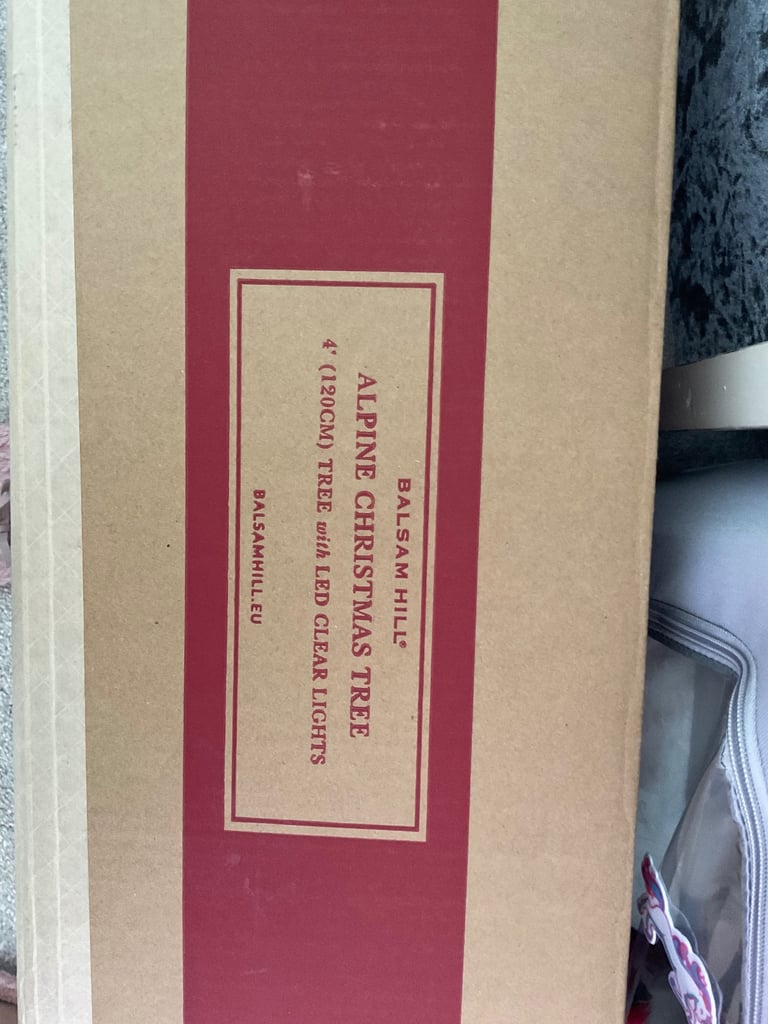 BALSAM HILL®
ALPINE CHRISTMAS TREE
4' (120CM) TREE with LED CLEAR LIGHTS
BALSAMHILL.EU